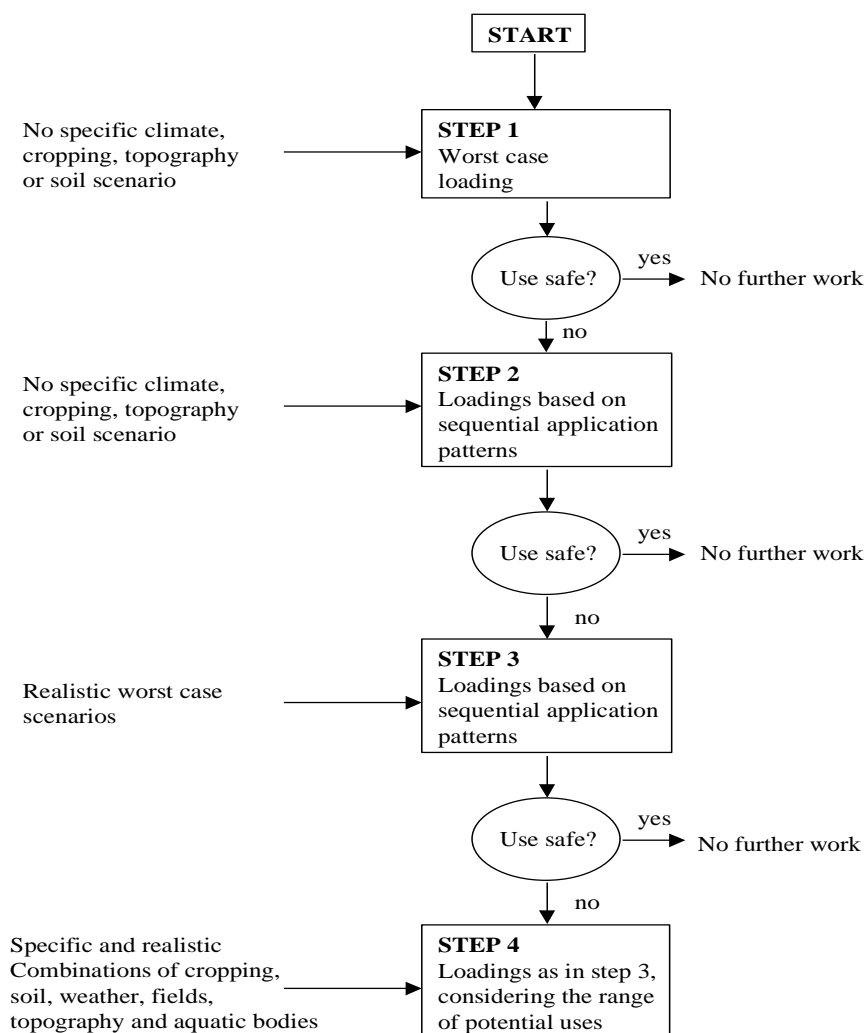 START
No specific climate,
cropping, topography
or soil scenario
STEP 1
Worst case
loading
Use safe?
yes
No further work
no
No specific climate,
cropping, topography
or soil scenario
STEP 2
Loadings based on
sequential application
patterns
Use safe?
yes
No further work
no
Realistic worst case
scenarios
STEP 3
Loadings based on
sequential application
patterns
Use safe?
yes
No further work
no
Specific and realistic
Combinations of cropping,
soil, weather, fields,
topography and aquatic bodies
STEP 4
Loadings as in step 3,
considering the range
of potential uses